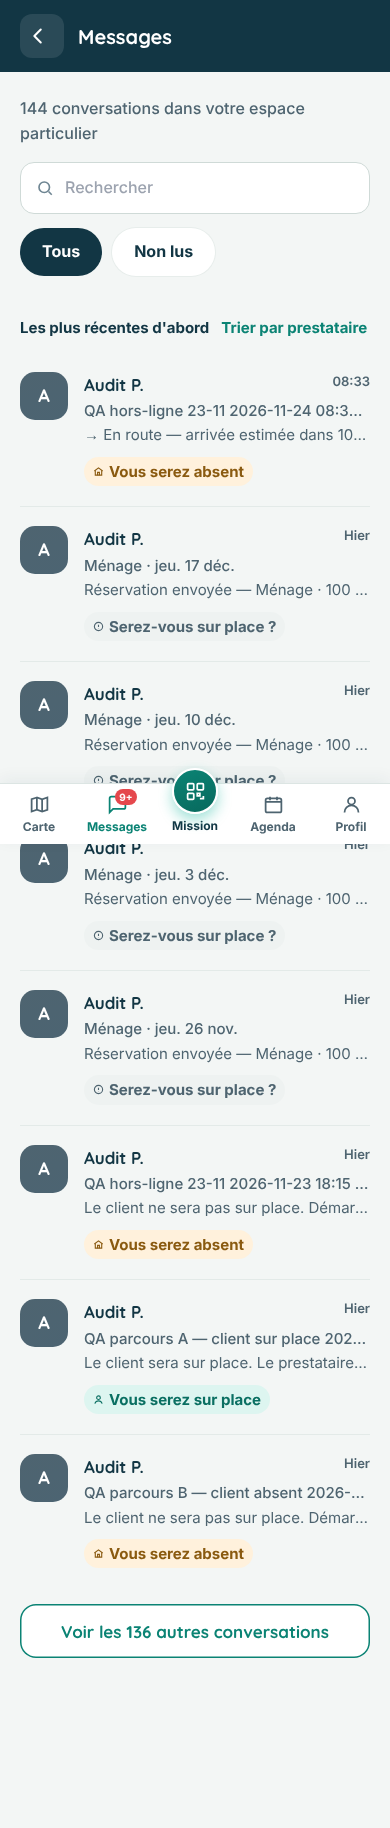 Messages
144 conversations dans votre espace
particulier
Rechercher
Tous
Non lus
Les plus récentes d'abord
Trier par prestataire
A
Audit P.
08:33
QA hors-ligne 23-11 2026-11-24 08:3...
→ En route — arrivée estimée dans 10...
Vous serez absent
A
Audit P.
Hier
Ménage · jeu. 17 déc.
Réservation envoyée — Ménage · 100 ...
Serez-vous sur place ?
A
Audit P.
Hier
Ménage · jeu. 10 déc.
Réservation envoyée — Ménage · 100 ...
Serez-vous sur place ?
Carte
9+
Messages
Mission
Agenda
Profil
A
Audit P.
Hier
Ménage · jeu. 3 déc.
Réservation envoyée — Ménage · 100 ...
Serez-vous sur place ?
A
Audit P.
Hier
Ménage · jeu. 26 nov.
Réservation envoyée — Ménage · 100 ...
Serez-vous sur place ?
A
Audit P.
Hier
QA hors-ligne 23-11 2026-11-23 18:15 ...
Le client ne sera pas sur place. Démar...
Vous serez absent
A
Audit P.
Hier
QA parcours A — client sur place 202...
Le client sera sur place. Le prestataire...
Vous serez sur place
A
Audit P.
Hier
QA parcours B — client absent 2026-...
Le client ne sera pas sur place. Démar...
Vous serez absent
Voir les 136 autres conversations